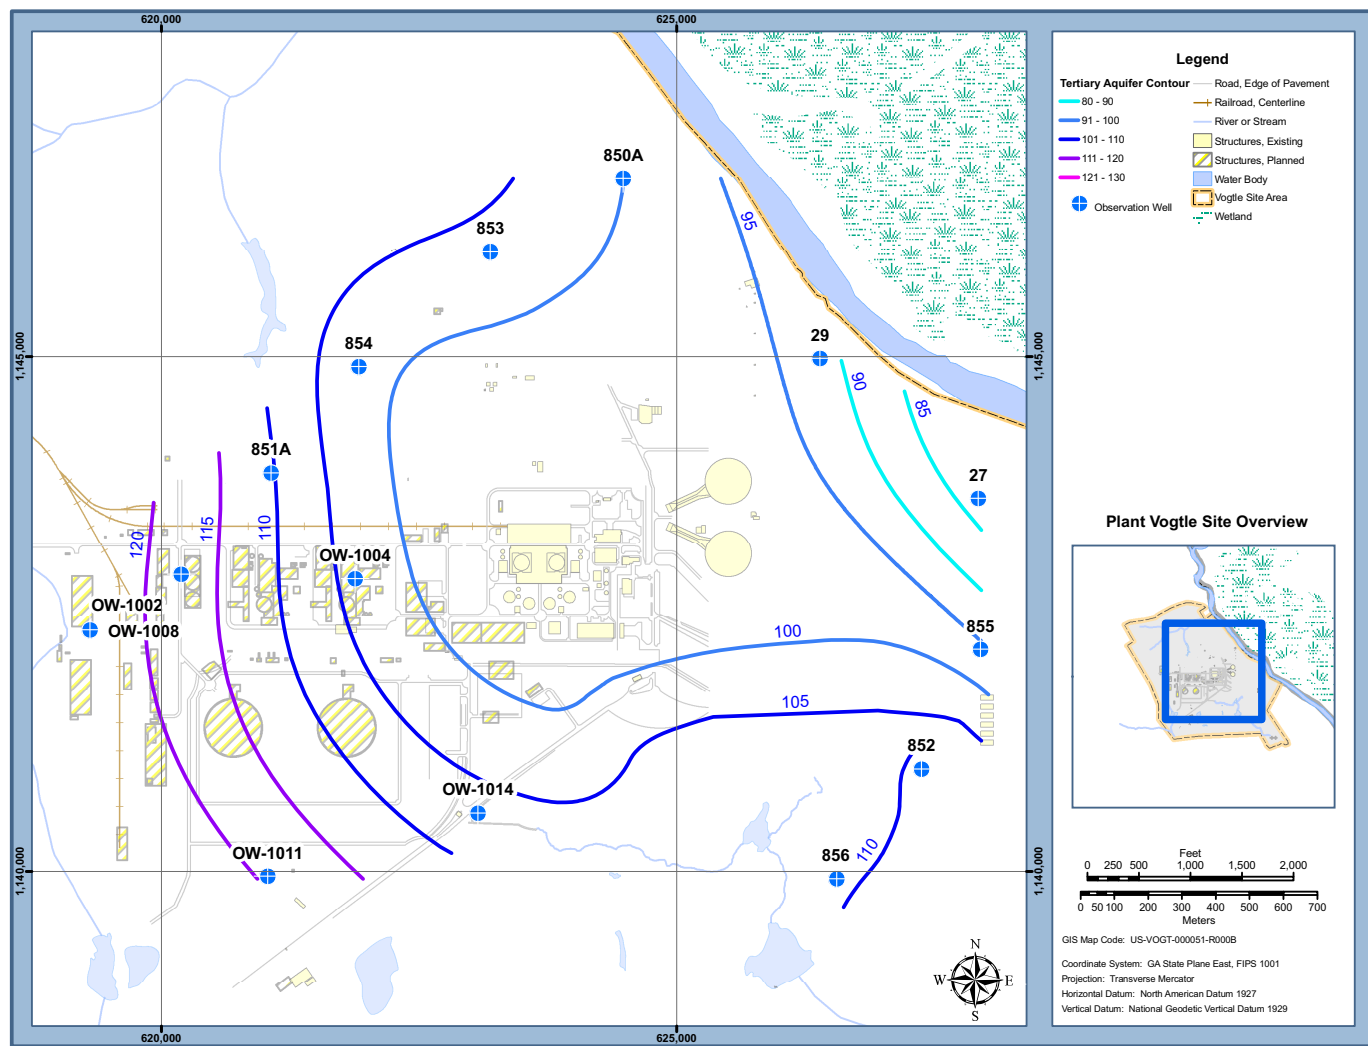 620,000
625,000
1,145,000
1,145,000
1,140,000
1,140,000
620,000
625,000
850A
853
854
851A
29
27
95
90
85
120
115
110
OW-1004
OW-1002
OW-1008
855
100
105
852
OW-1014
OW-1011
856
110
N
W
E
S
Legend
Tertiary Aquifer Contour
80 - 90
91 - 100
101 - 110
111 - 120
121 - 130
Observation Well
Road, Edge of Pavement
Railroad, Centerline
River or Stream
Structures, Existing
Structures, Planned
Water Body
Vogtle Site Area
Wetland
Plant Vogtle Site Overview
Feet
0 250 500 1,000 1,500 2,000
0 50 100 200 300 400 500 600 700
Meters
GIS Map Code: US-VOGT-000051-R000B
Coordinate System: GA State Plane East, FIPS 1001
Projection: Transverse Mercator
Horizontal Datum: North American Datum 1927
Vertical Datum: National Geodetic Vertical Datum 1929